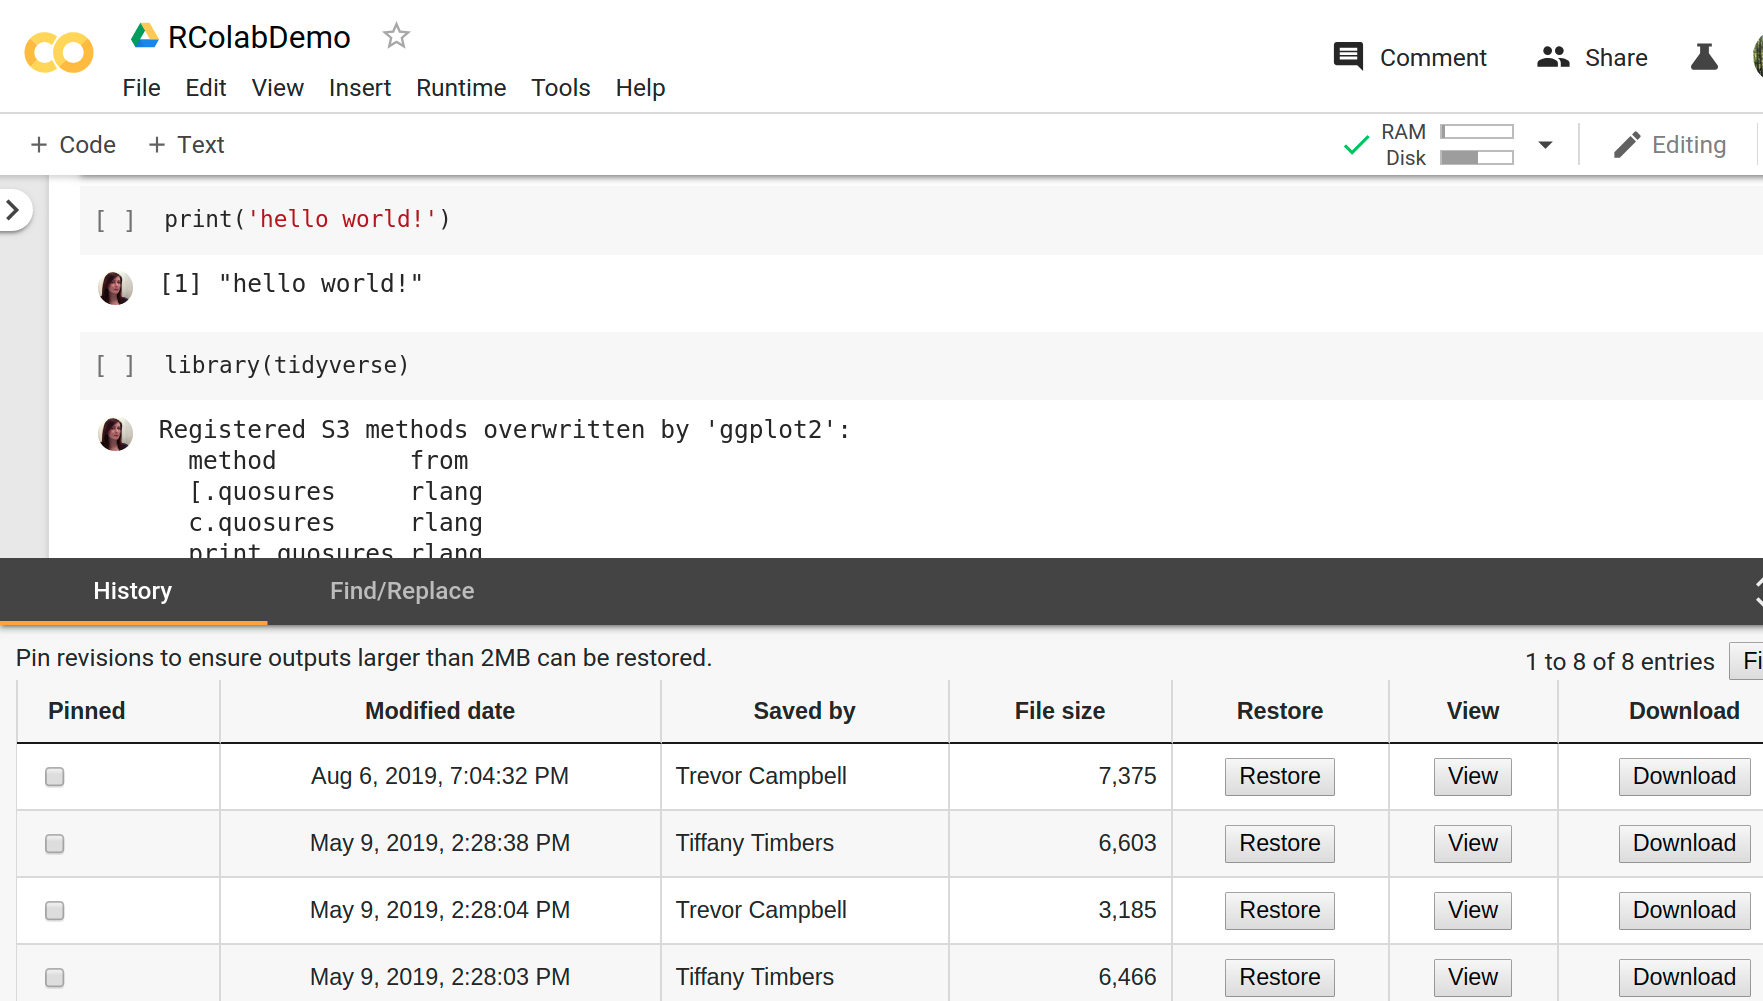 RColabDemo
File Edit View Insert Runtime Tools Help
Comment Share
+ Code + Text
RAM
Disk
Editing
[ ] print('hello world!')
[1] "hello world!"
[ ] library(tidyverse)
Registered S3 methods overwritten by 'ggplot2':
method from
[.quosures rlang
c.quosures rlang
print.quosures rlang
History Find/Replace
Pin revisions to ensure outputs larger than 2MB can be restored.
1 to 8 of 8 entries
Pinned Modified date Saved by File size Restore View Download
Aug 6, 2019, 7:04:32 PM Trevor Campbell 7,375 Restore View Download
May 9, 2019, 2:28:38 PM Tiffany Timbers 6,603 Restore View Download
May 9, 2019, 2:28:04 PM Trevor Campbell 3,185 Restore View Download
May 9, 2019, 2:28:03 PM Tiffany Timbers 6,466 Restore View Download